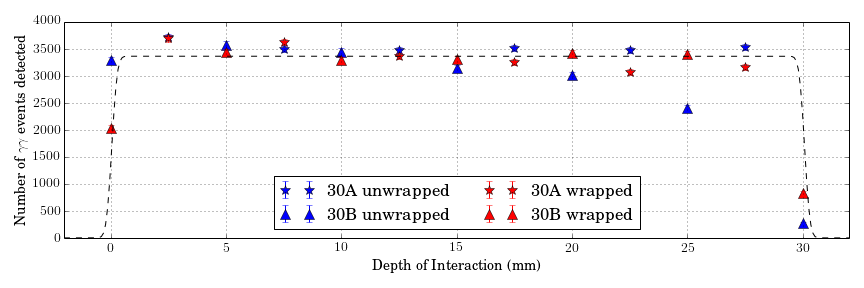 4000
3500
3000
2500
2000
1500
1000
500
0
Number of γγ events detected
30A unwrapped
30A wrapped
30B unwrapped
30B wrapped
0 5 10 15 20 25 30
Depth of Interaction (mm)